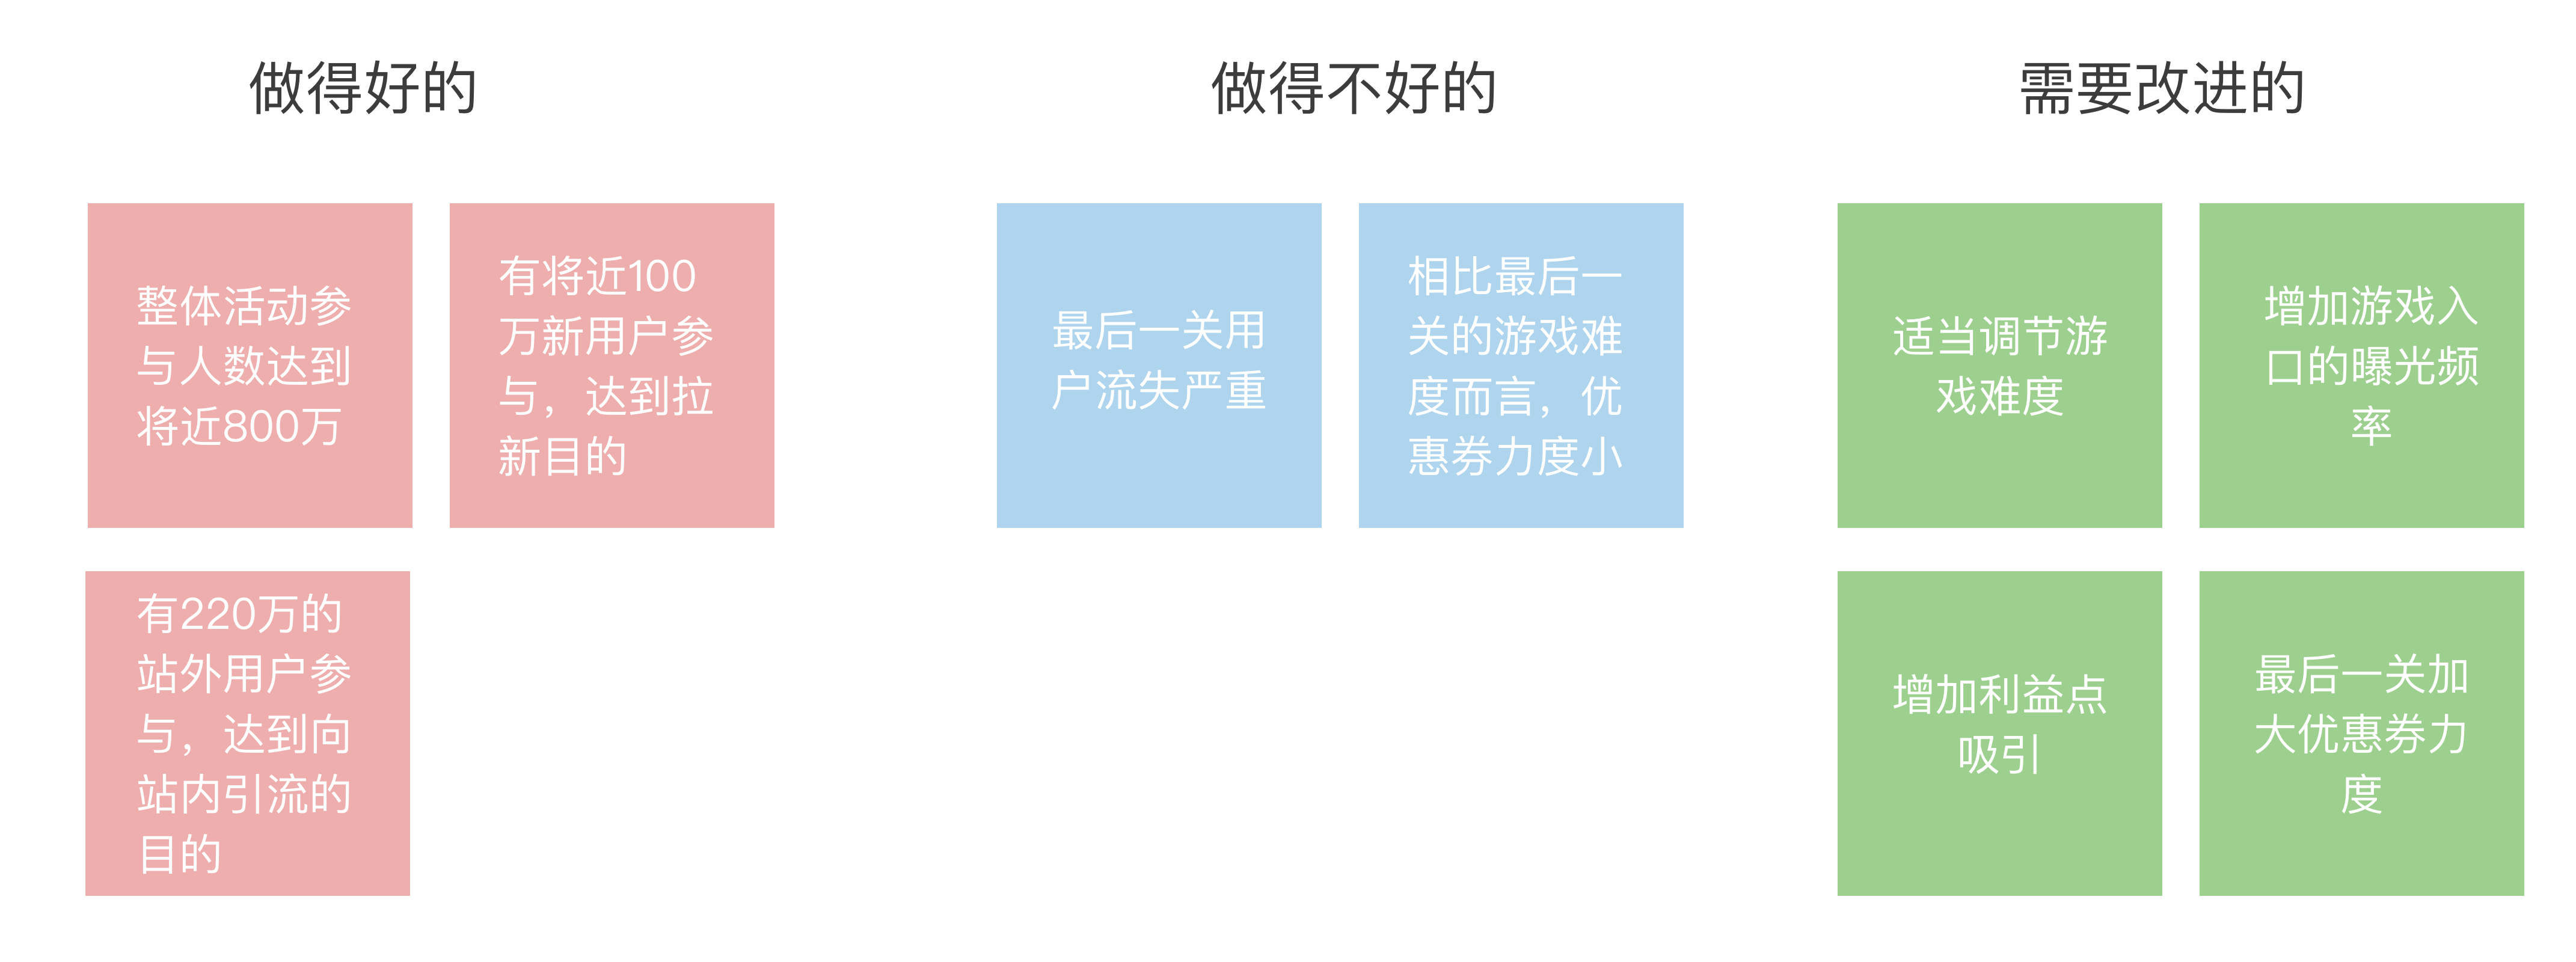 做得好的
整体活动参
与人数达到
将近800万
有将近100
万新用户参
与，达到拉
新目的
有220万的
站外用户参
与，达到向
站内引流的
目的
做得不好的
最后一关用
户流失严重
相比最后一
关的游戏难
度而言，优
惠券力度小
需要改进的
适当调节游
戏难度
增加游戏入
口的曝光频
率
增加利益点
吸引
最后一关加
大优惠券力
度